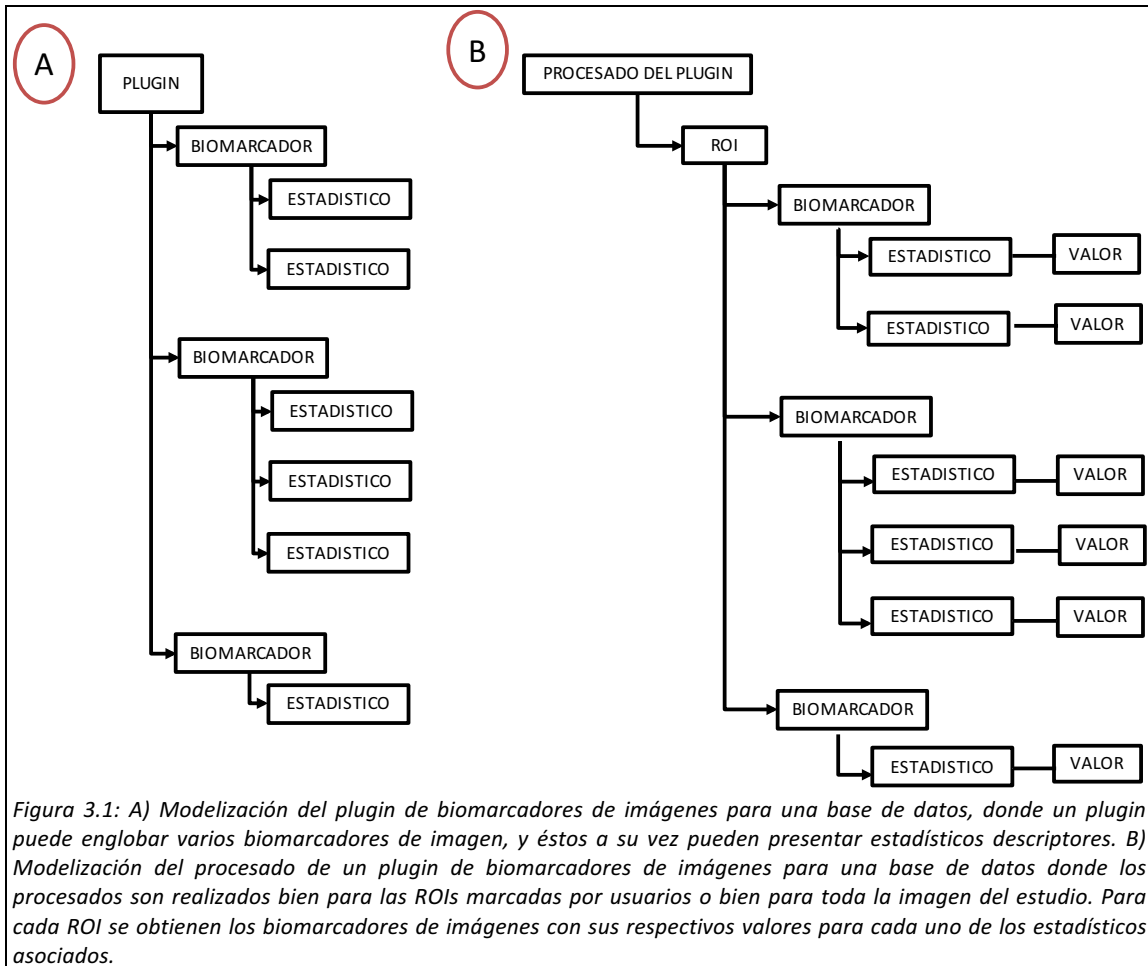 A
PLUGIN
BIOMARCADOR
ESTADISTICO
ESTADISTICO
BIOMARCADOR
ESTADISTICO
ESTADISTICO
ESTADISTICO
BIOMARCADOR
ESTADISTICO
B
PROCESADO DEL PLUGIN
ROI
BIOMARCADOR
ESTADISTICO VALOR
ESTADISTICO VALOR
BIOMARCADOR
ESTADISTICO VALOR
ESTADISTICO VALOR
ESTADISTICO VALOR
BIOMARCADOR
ESTADISTICO VALOR
Figura 3.1: A) Modelización del plugin de biomarcadores de imágenes para una base de datos, donde un plugin
puede englobar varios biomarcadores de imagen, y éstos a su vez pueden presentar estadísticos descriptores. B)
Modelización del procesado de un plugin de biomarcadores de imágenes para una base de datos donde los
procesados son realizados bien para las ROIs marcadas por usuarios o bien para toda la imagen del estudio. Para
cada ROI se obtienen los biomarcadores de imágenes con sus respectivos valores para cada uno de los estadísticos
asociados.